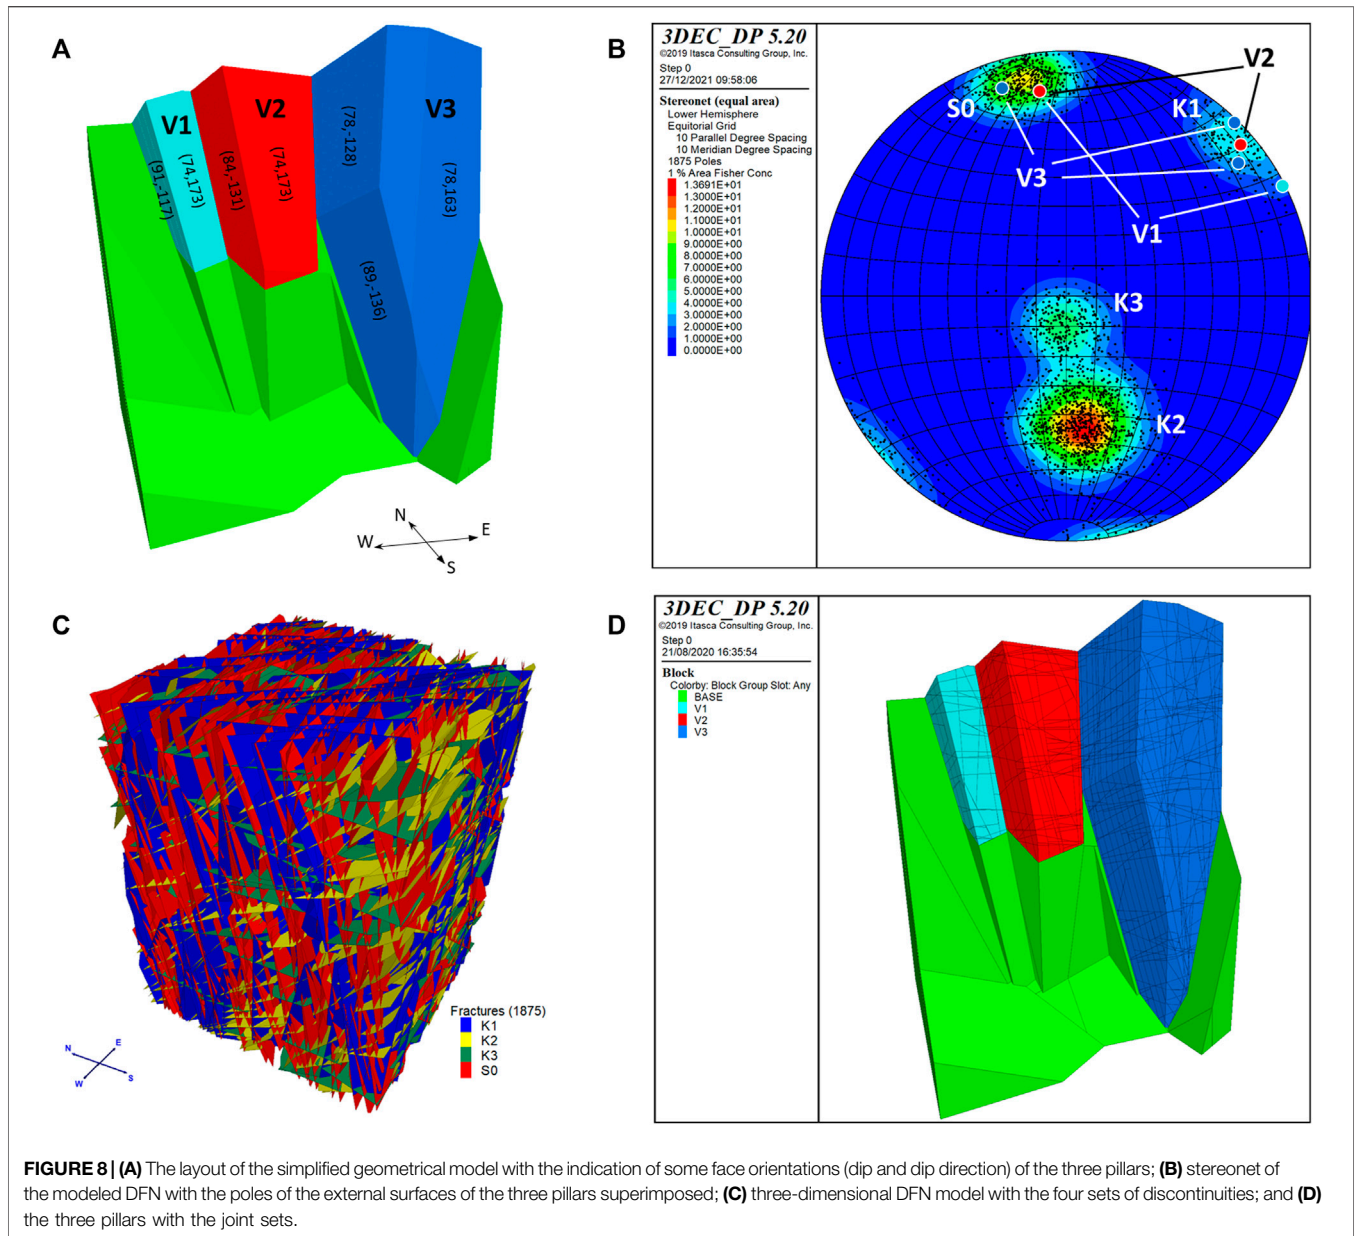 A
V1
V2
V3
(91,-117)
(74,173)
(84,-131)
(74,173)
(78,-128)
(78,163)
(89,-136)
N
E
W
S
B
3DEC_DP 5.20
©2019 Itasca Consulting Group, Inc.
Step 0
27/12/2021 09:58:06
Stereonet (equal area)
Lower Hemisphere
Equitorial Grid
10 Parallel Degree Spacing
10 Meridian Degree Spacing
1875 Poles
1 % Area Fisher Conc
1.3691E+01
1.3000E+01
1.2000E+01
1.1000E+01
1.0000E+01
9.0000E+00
8.0000E+00
7.0000E+00
6.0000E+00
5.0000E+00
4.0000E+00
3.0000E+00
2.0000E+00
1.0000E+00
0.0000E+00
V2
S0
K1
V3
V1
K3
K2
C
Fractures (1875)
K1
K2
K3
S0
N
E
W
S
D
3DEC_DP 5.20
©2019 Itasca Consulting Group, Inc.
Step 0
21/08/2020 16:35:54
Block
Colorby: Block Group Slot: Any
BASE
V1
V2
V3
FIGURE 8 | (A) The layout of the simplified geometrical model with the indication of some face orientations (dip and dip direction) of the three pillars; (B) stereonet of
the modeled DFN with the poles of the external surfaces of the three pillars superimposed; (C) three-dimensional DFN model with the four sets of discontinuities; and (D)
the three pillars with the joint sets.